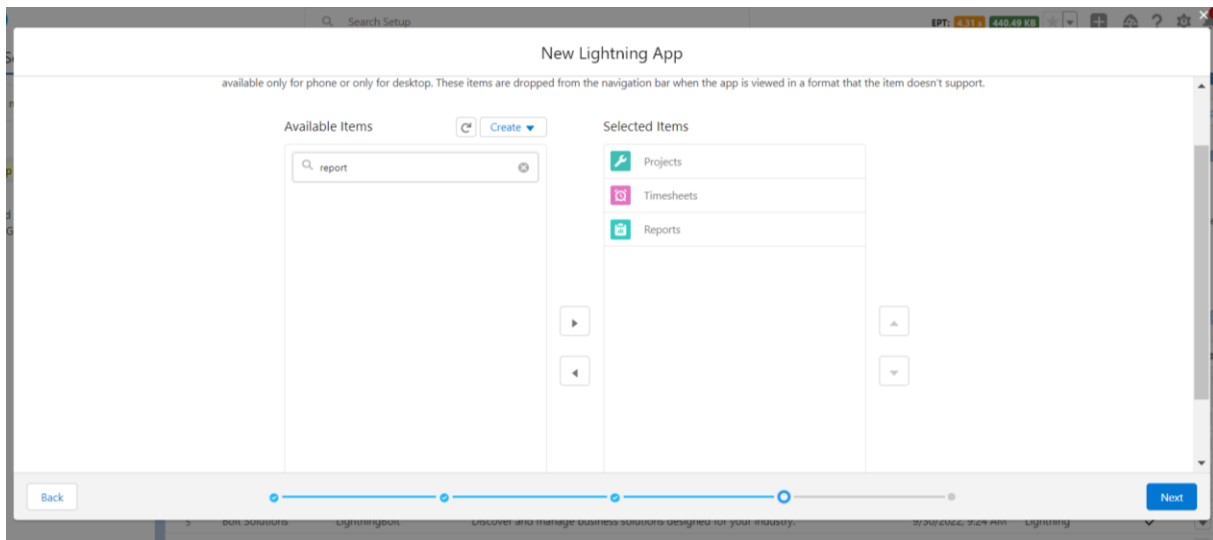 Search Setup
EPT: 4.31 s 440.49 KB
New Lightning App
available only for phone or only for desktop. These items are dropped from the navigation bar when the app is viewed in a format that the item doesn't support.
Available Items Create Selected Items
report
Projects
Timesheets
Reports
Back Next
5 Bolt Solutions LightningBolt Discover and manage business solutions designed for your industry. 9/30/2022, 9:24 AM Lightning